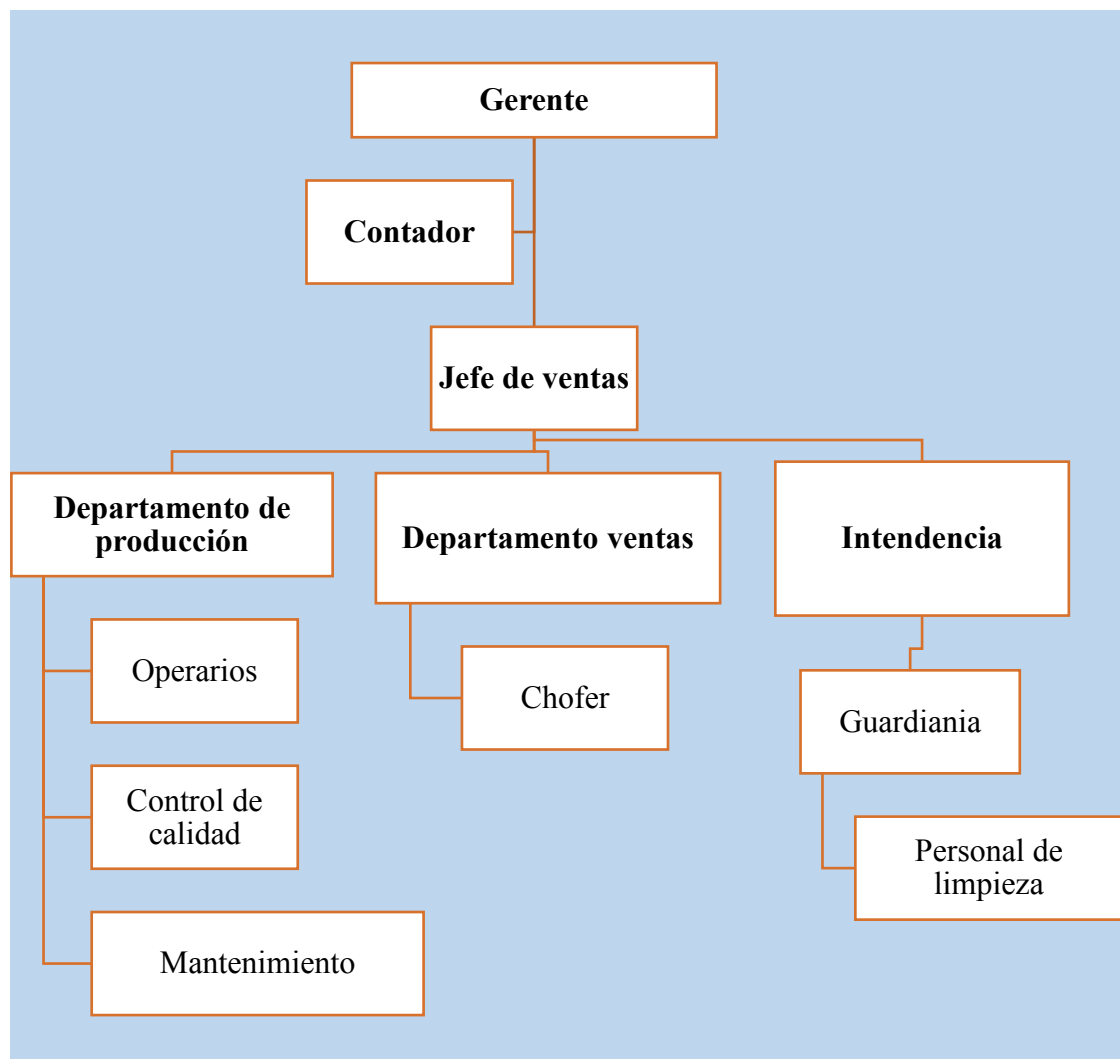 Gerente
Contador
Jefe de ventas
Departamento de
producción
Departamento ventas
Intendencia
Operarios
Chofer
Guardiania
Control de
calidad
Personal de
limpieza
Mantenimiento